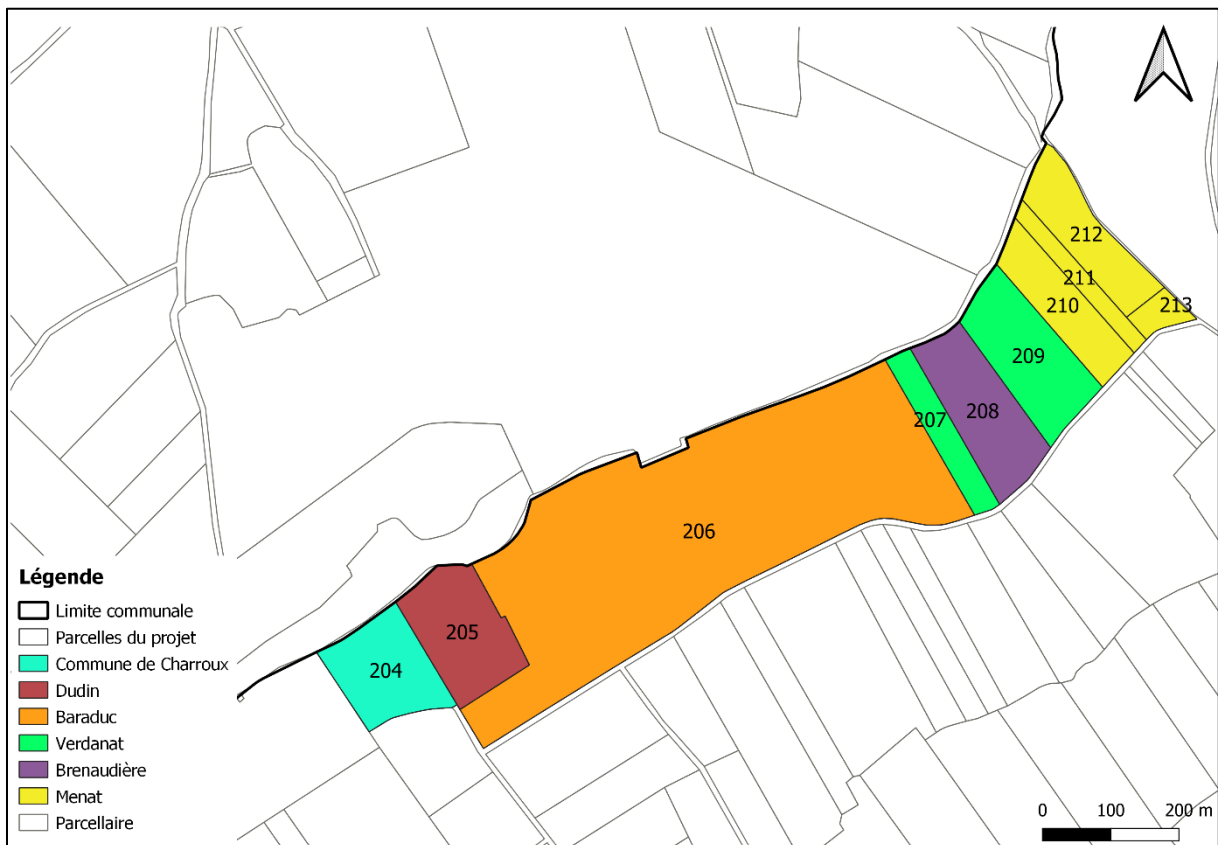 212
211
213
210
209
207
208
206
205
204
Légende
Limite communale
Parcelles du projet
Commune de Charroux
Dudin
Baraduc
Verdanat
Brenaudière
Menat
Parcellaire
0 100 200 m